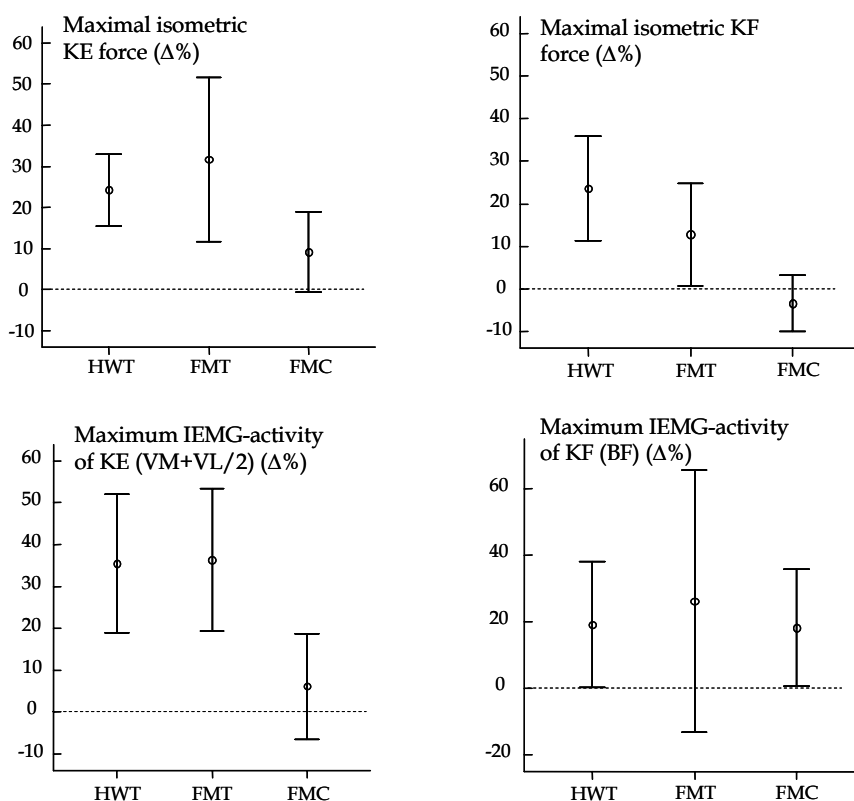 Maximal isometric
KE force (Δ%)
60
50
40
30
20
10
0
-10
HWT FMT FMC
Maximal isometric KF
force (Δ%)
60
50
40
30
20
10
0
-10
HWT FMT FMC
Maximum IEMG-activity
of KE (VM+VL/2) (Δ%)
60
50
40
30
20
10
0
-10
HWT FMT FMC
Maximum IEMG-activity
of KF (BF) (Δ%)
60
40
20
0
-20
HWT FMT FMC